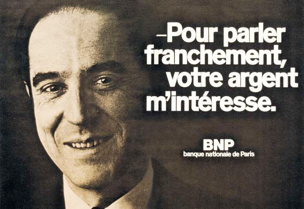 –Pour parler
franchement,
votre argent
m'intéresse.
BNP
banque nationale de Paris